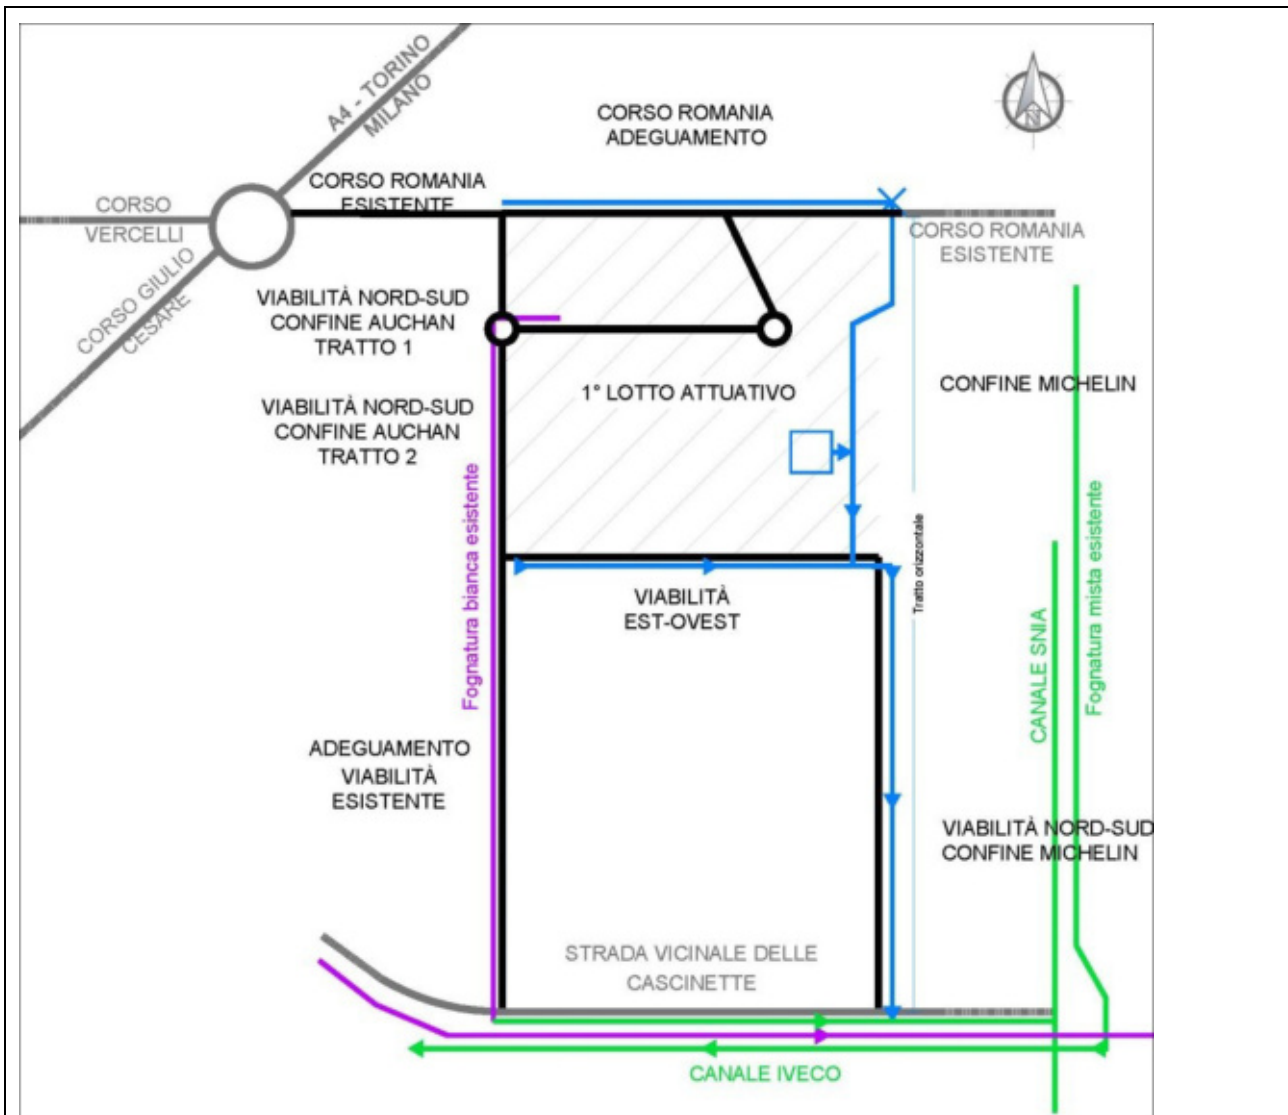 A4 - TORINO
MILANO
N
CORSO ROMANIA
ADEGUAMENTO
CORSO ROMANIA
ESISTENTE
CORSO
VERCELLI
CORSO ROMANIA
ESISTENTE
CORSO GIULIO
CESARE
VIABILITÀ NORD-SUD
CONFINE AUCHAN
TRATTO 1
1° LOTTO ATTUATIVO
CONFINE MICHELIN
VIABILITÀ NORD-SUD
CONFINE AUCHAN
TRATTO 2
Fognatura bianca esistente
Tratto orizzontale
Fognatura mista esistente
CANALE SNIA
VIABILITÀ
EST-OVEST
ADEGUAMENTO
VIABILITÀ
ESISTENTE
VIABILITÀ NORD-SUD
CONFINE MICHELIN
STRADA VICINALE DELLE
CASCINETTE
CANALE IVECO